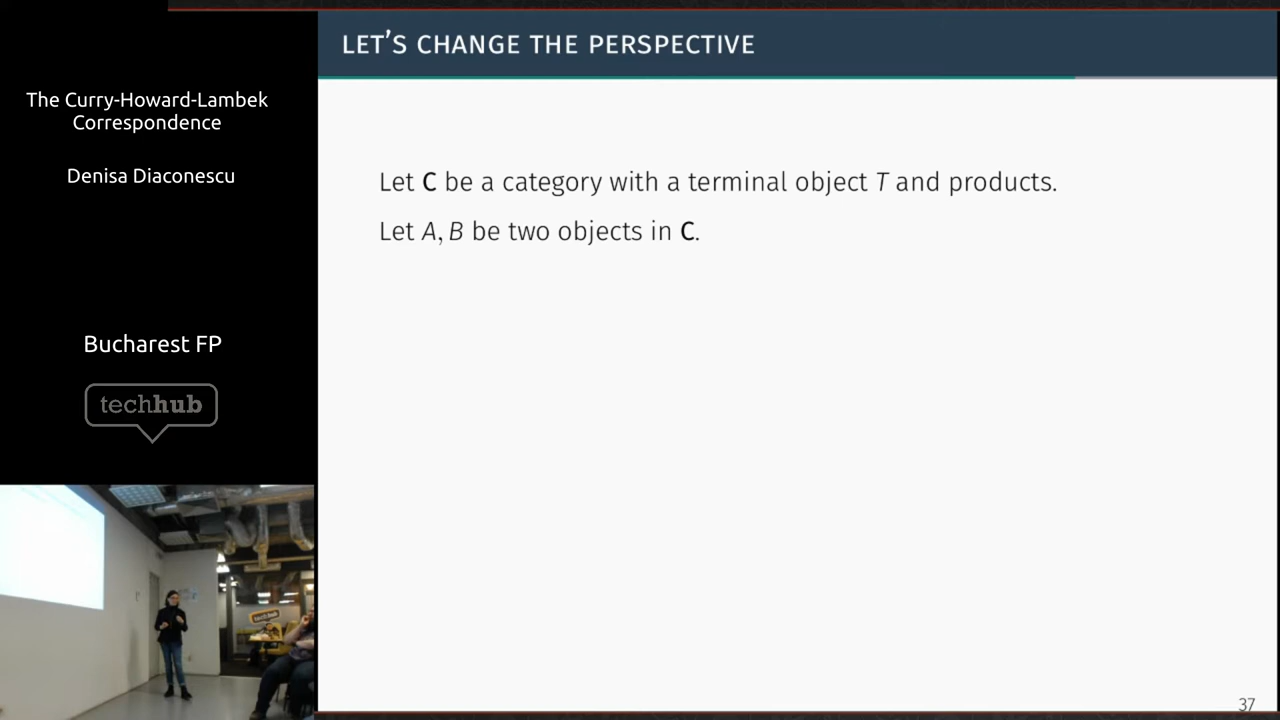 The Curry-Howard-Lambek
Correspondence
Denisa Diaconescu
Bucharest FP
techhub
LET'S CHANGE THE PERSPECTIVE
Let C be a category with a terminal object T and products.
Let A, B be two objects in C.
37
techhub